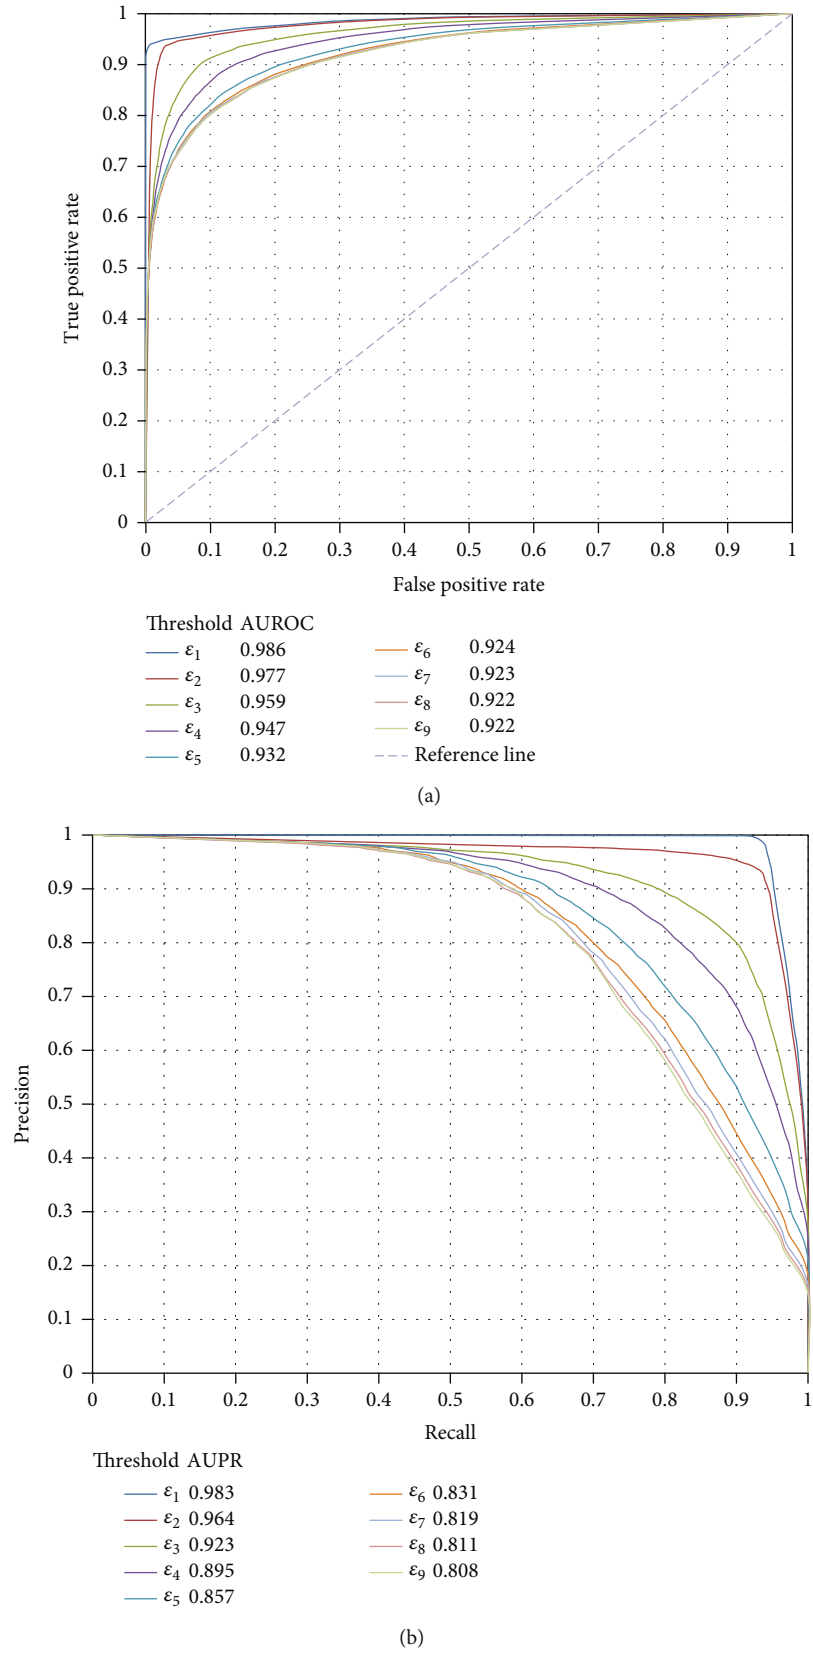 1
0.9
0.8
0.7
0.6
0.5
0.4
0.3
0.2
0.1
0
True positive rate
0 0.1 0.2 0.3 0.4 0.5 0.6 0.7 0.8 0.9 1
False positive rate
Threshold AUROC
ε1 0.986
ε2 0.977
ε3 0.959
ε4 0.947
ε5 0.932
ε6 0.924
ε7 0.923
ε8 0.922
ε9 0.922
Reference line
(a)
1
0.9
0.8
0.7
0.6
0.5
0.4
0.3
0.2
0.1
0
Precision
0 0.1 0.2 0.3 0.4 0.5 0.6 0.7 0.8 0.9 1
Recall
Threshold AUPR
ε1 0.983
ε2 0.964
ε3 0.923
ε4 0.895
ε5 0.857
ε6 0.831
ε7 0.819
ε8 0.811
ε9 0.808
(b)